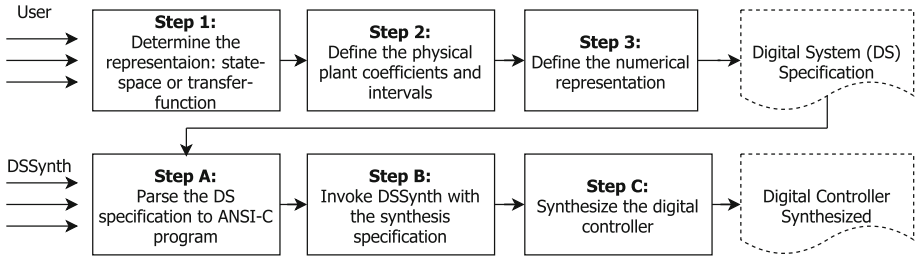 User
Step 1:
Determine the
representaion: state-
space or transfer-
function
Step 2:
Define the physical
plant coefficients and
intervals
Step 3:
Define the numerical
representation
Digital System (DS)
Specification
DSSynth
Step A:
Parse the DS
specification to ANSI-C
program
Step B:
Invoke DSSynth with
the synthesis
specification
Step C:
Synthesize the digital
controller
Digital Controller
Synthesized